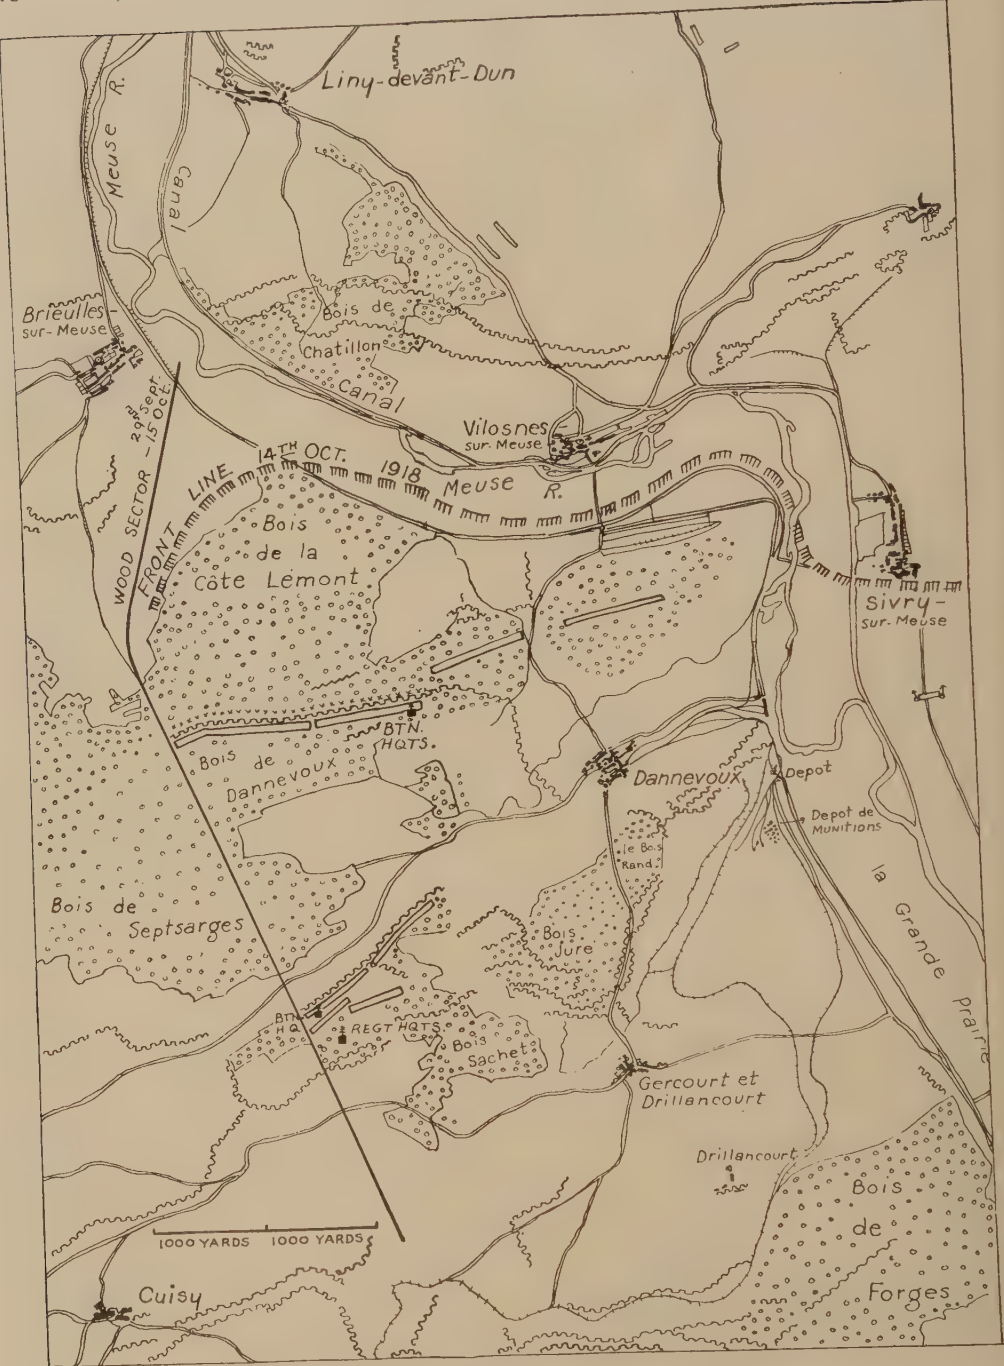 Liny-devant-Dun
Meuse R.
Canal
Brieulles-
sur-Meuse
Bois de
Chatillon
Canal
Vilosnes
sur-Meuse
WOOD SECTOR - 29th Sept. - 15 Oct.
FRONT LINE 14TH OCT. 1918
Meuse R.
Bois
de la
Côte Lemont
Sivry-
sur-Meuse
BTN.
HQTS.
Bois de
Dannevoux
Dannevoux
Depot
Depot de
MUNITIONS
le Bois
Rand.
la Grande Prairie
Bois de
Septsarges
Bois
Jure
BTN.
HQ.
REGT HQTS.
Bois
Sachet
Gercourt et
Drillancourt
Drillancourt
Bois
de
Forges
1000 YARDS 1000 YARDS
Cuisy